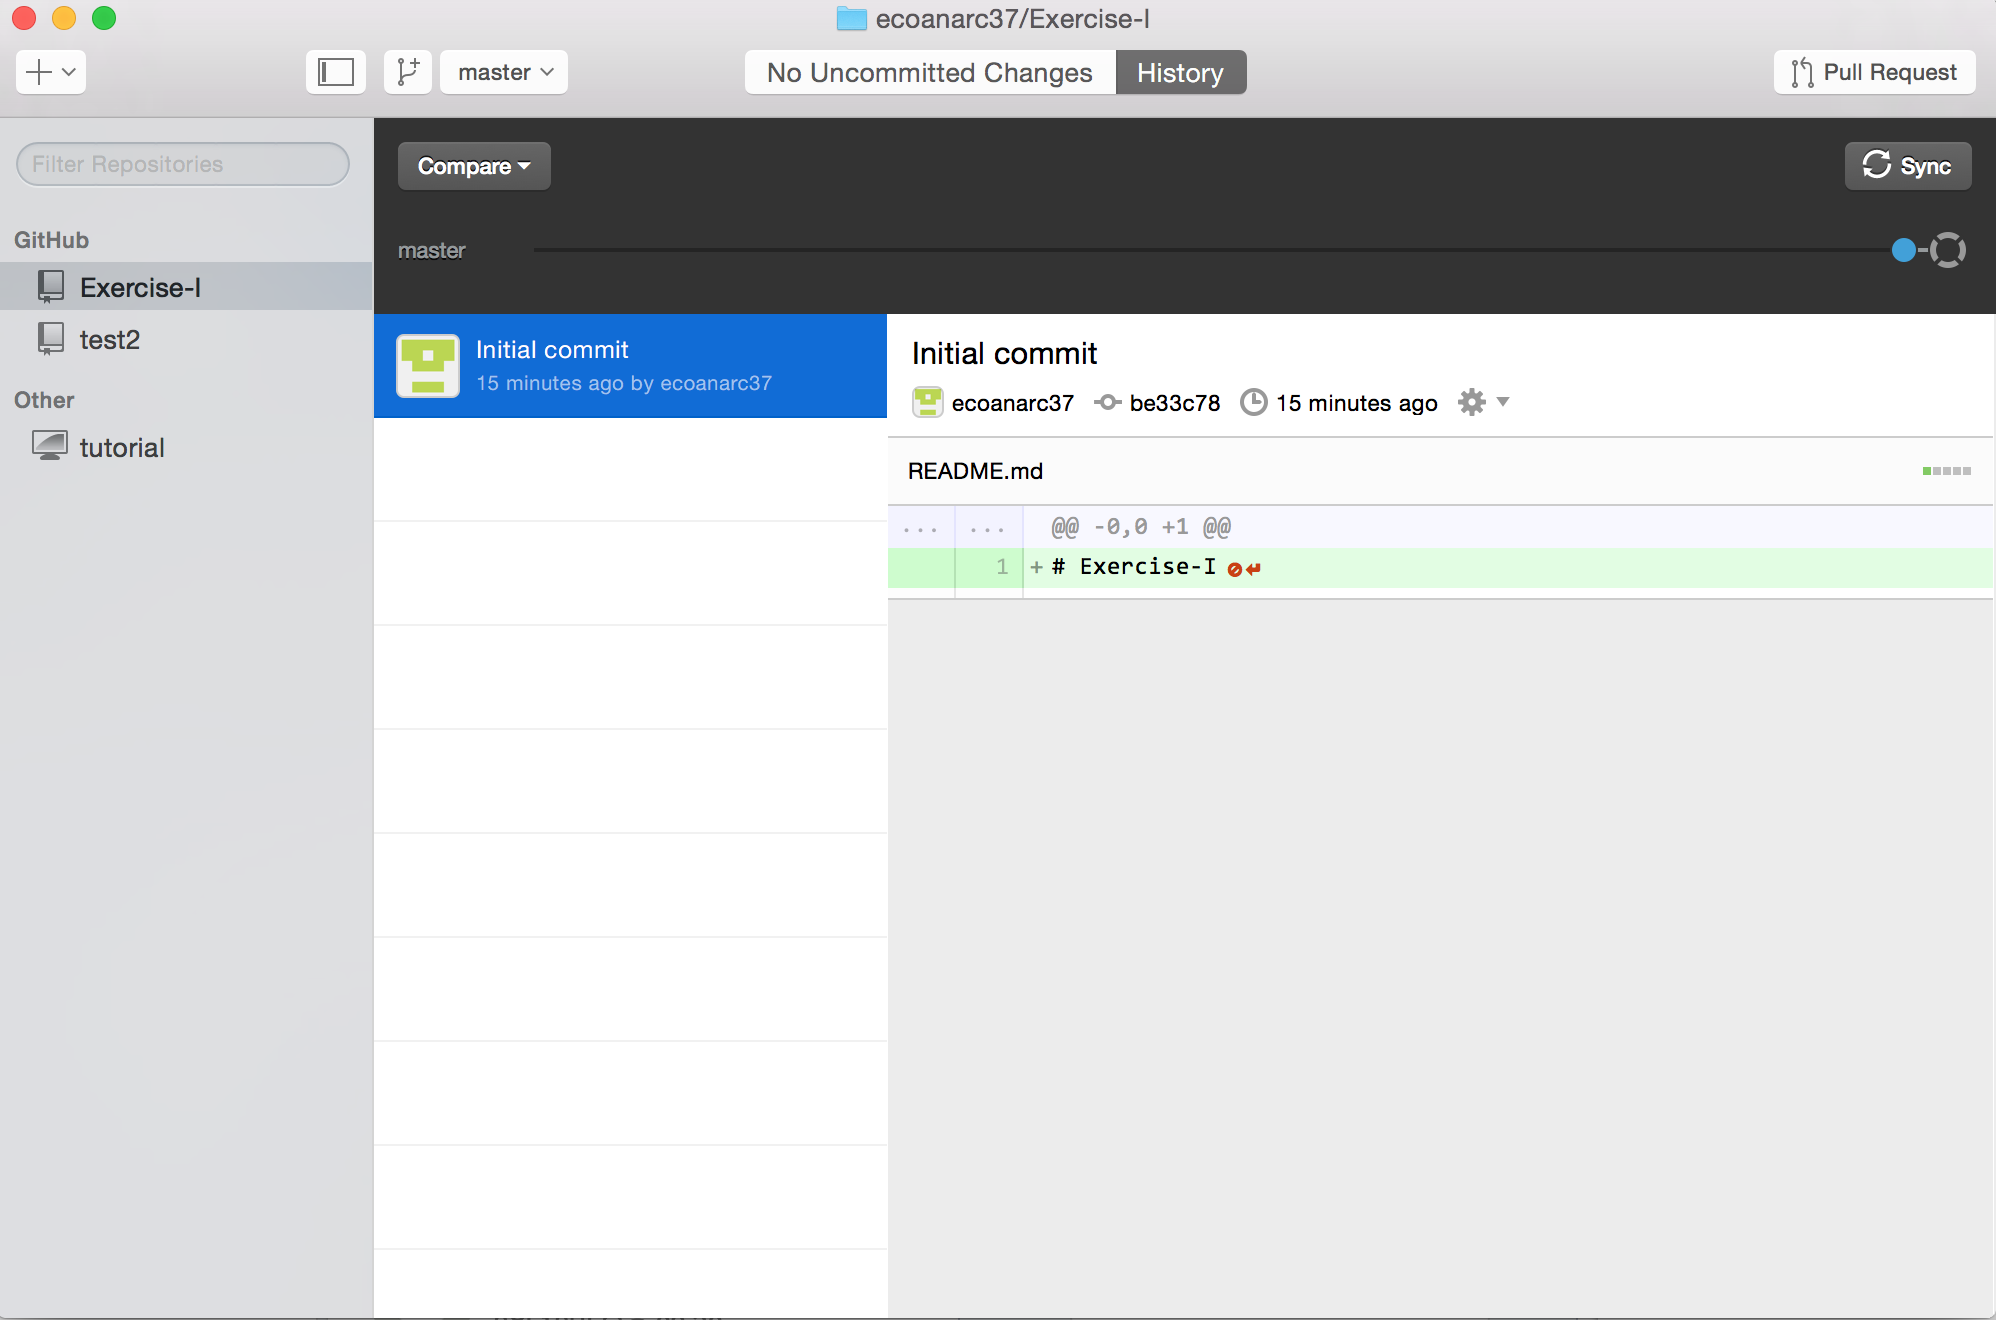 ecoanarc37/Exercise-I
master
No Uncommitted Changes
History
Pull Request
Filter Repositories
GitHub
Exercise-I
test2
Other
tutorial
Compare
Sync
master
Initial commit
15 minutes ago by ecoanarc37
Initial commit
ecoanarc37 be33c78 15 minutes ago
README.md
... ... @@ -0,0 +1 @@
1 + # Exercise-I